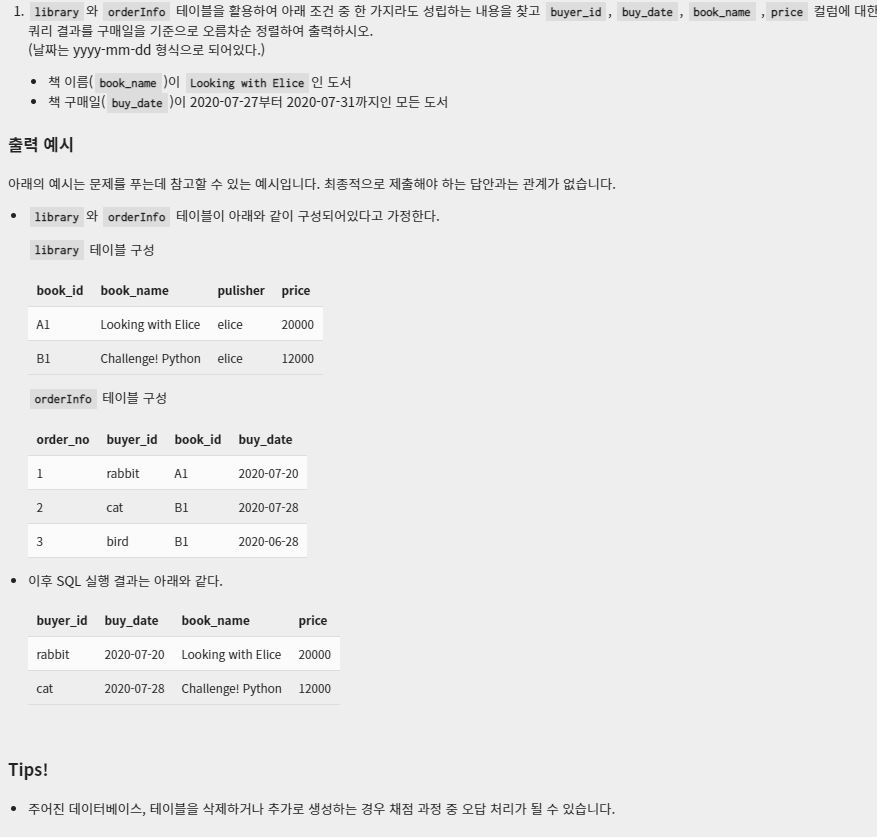 1. library 와 orderInfo 테이블을 활용하여 아래 조건 중 한 가지라도 성립하는 내용을 찾고 buyer_id , buy_date , book_name , price 컬럼에 대한
쿼리 결과를 구매일을 기준으로 오름차순 정렬하여 출력하시오.
(날짜는 yyyy-mm-dd 형식으로 되어있다.)
• 책 이름( book_name )이 Looking with Elice 인 도서
• 책 구매일( buy_date )이 2020-07-27부터 2020-07-31까지인 모든 도서
출력 예시
아래의 예시는 문제를 푸는데 참고할 수 있는 예시입니다. 최종적으로 제출해야 하는 답안과는 관계가 없습니다.
• library 와 orderInfo 테이블이 아래와 같이 구성되어있다고 가정한다.
library 테이블 구성
book_id book_name pulisher price
A1 Looking with Elice elice 20000
B1 Challenge! Python elice 12000
orderInfo 테이블 구성
order_no buyer_id book_id buy_date
1 rabbit A1 2020-07-20
2 cat B1 2020-07-28
3 bird B1 2020-06-28
• 이후 SQL 실행 결과는 아래와 같다.
buyer_id buy_date book_name price
rabbit 2020-07-20 Looking with Elice 20000
cat 2020-07-28 Challenge! Python 12000
Tips!
• 주어진 데이터베이스, 테이블을 삭제하거나 추가로 생성하는 경우 채점 과정 중 오답 처리가 될 수 있습니다.